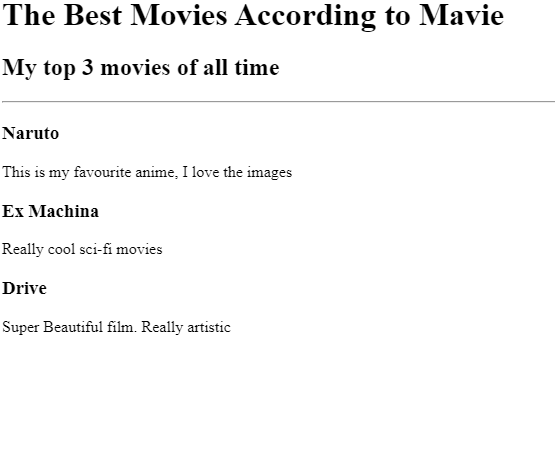 The Best Movies According to Mavie
My top 3 movies of all time
Naruto
This is my favourite anime, I love the images
Ex Machina
Really cool sci-fi movies
Drive
Super Beautiful film. Really artistic